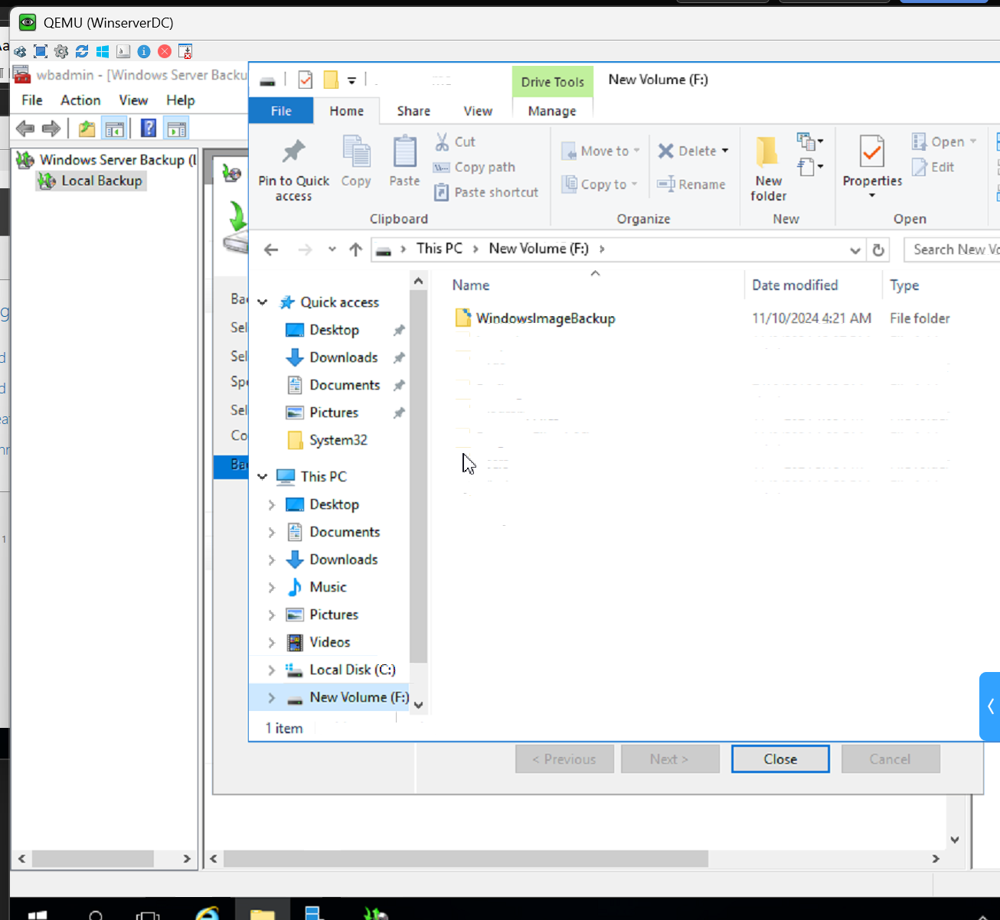 QEMU (WinserverDC)
wbadmin - [Windows Server Backu
File Action View Help
Windows Server Backup (L
Local Backup
Drive Tools
New Volume (F:)
File Home Share View Manage
Pin to Quick access
Copy
Paste
Cut
Copy path
Paste shortcut
Clipboard
Move to
Copy to
Delete
Rename
Organize
New folder
New
Properties
Open
Edit
Open
This PC > New Volume (F:) >
Search New Vo
Name Date modified Type
WindowsImageBackup 11/10/2024 4:21 AM File folder
Quick access
Desktop
Downloads
Documents
Pictures
System32
This PC
Desktop
Documents
Downloads
Music
Pictures
Videos
Local Disk (C:)
New Volume (F:)
1 item
Ba
Sel
Sel
Spe
Sel
Co
Ba
< Previous Next > Close Cancel